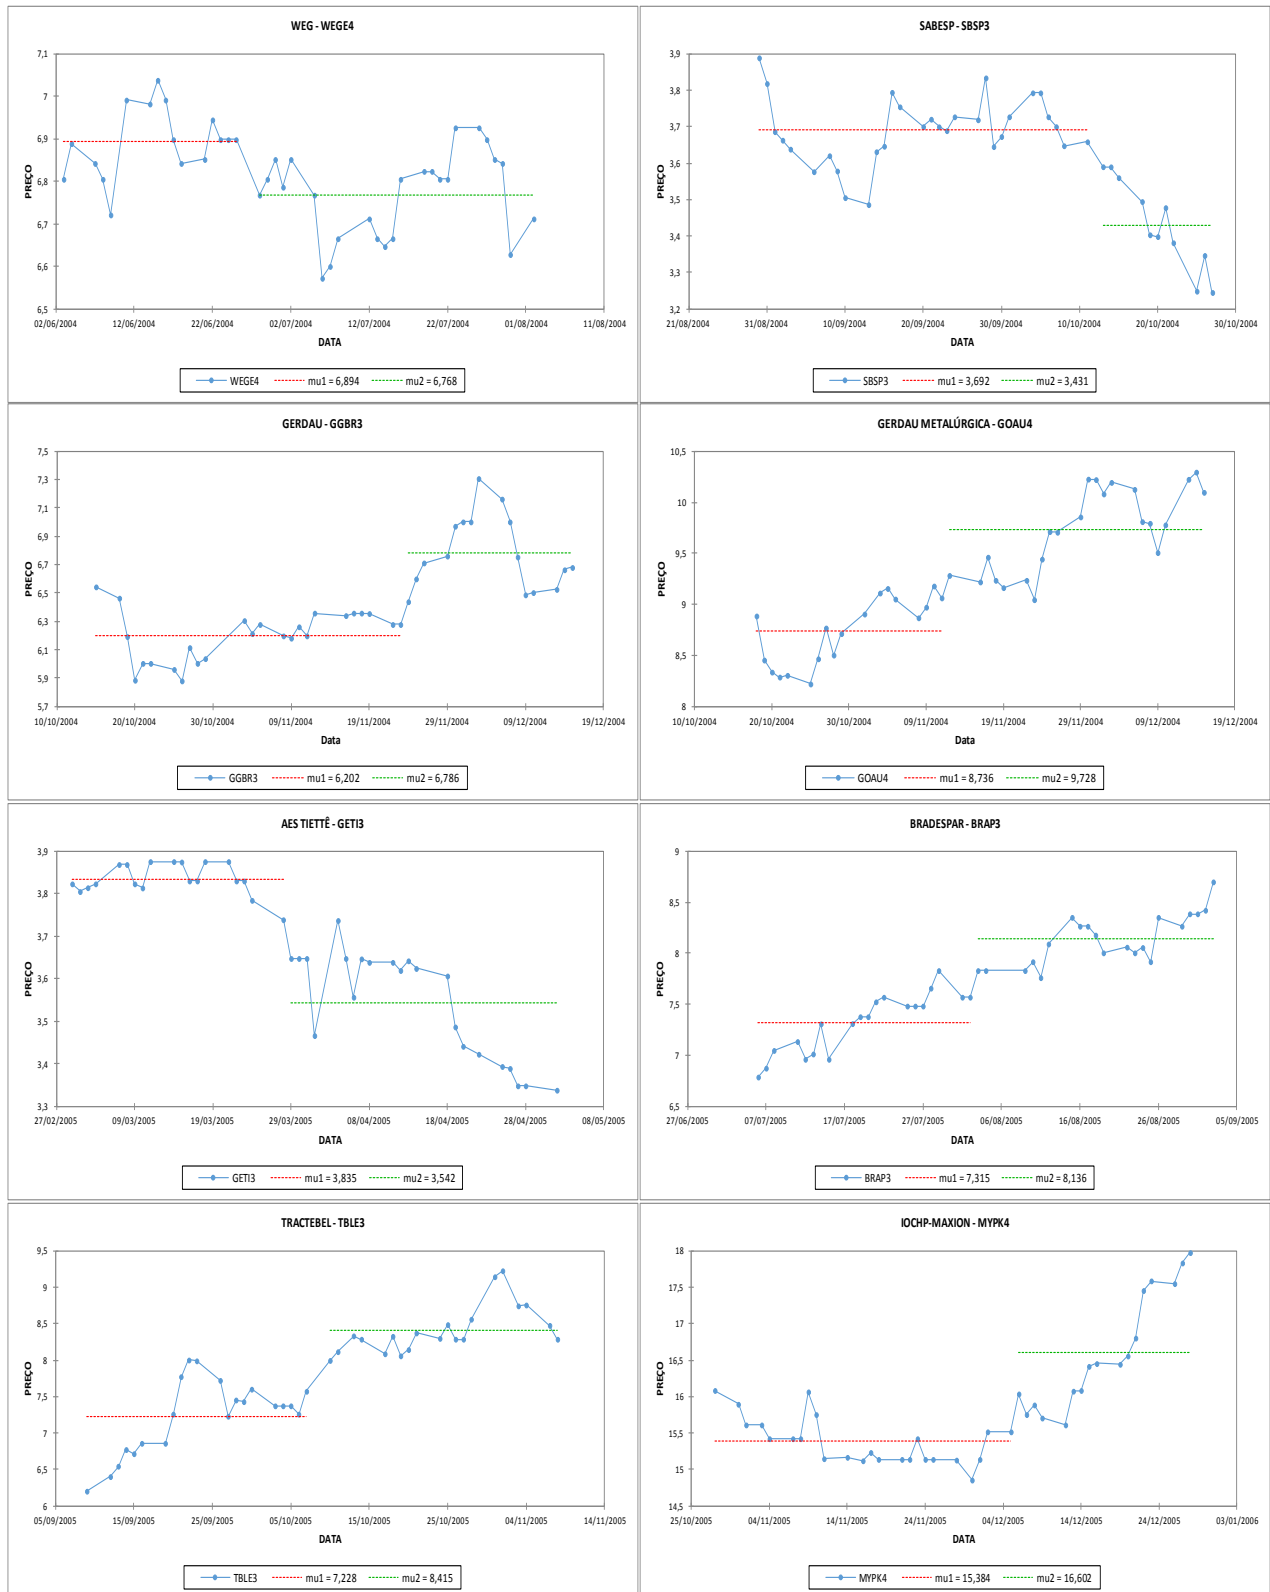 WEG - WEGE4
7,1
7
6,9
6,8
6,7
6,6
6,5
PREÇO
02/06/2004 12/06/2004 22/06/2004 02/07/2004 12/07/2004 22/07/2004 01/08/2004 11/08/2004
DATA
WEGE4 mu1 = 6,894 mu2 = 6,768
SABESP - SBSP3
3,9
3,8
3,7
3,6
3,5
3,4
3,3
3,2
PREÇO
21/08/2004 31/08/2004 10/09/2004 20/09/2004 30/09/2004 10/10/2004 20/10/2004 30/10/2004
DATA
SBSP3 mu1 = 3,692 mu2 = 3,431
GERDAU - GGBR3
7,5
7,3
7,1
6,9
6,7
6,5
6,3
6,1
5,9
5,7
PREÇO
10/10/2004 20/10/2004 30/10/2004 09/11/2004 19/11/2004 29/11/2004 09/12/2004 19/12/2004
Data
GGBR3 mu1 = 6,202 mu2 = 6,786
GERDAU METALÚRGICA - GOAU4
10,5
10
9,5
9
8,5
8
PREÇO
10/10/2004 20/10/2004 30/10/2004 09/11/2004 19/11/2004 29/11/2004 09/12/2004 19/12/2004
Data
GOAU4 mu1 = 8,736 mu2 = 9,728
AES TIETTÊ - GETI3
3,9
3,8
3,7
3,6
3,5
3,4
3,3
PREÇO
27/02/2005 09/03/2005 19/03/2005 29/03/2005 08/04/2005 18/04/2005 28/04/2005 08/05/2005
DATA
GETI3 mu1 = 3,835 mu2 = 3,542
BRADESPAR - BRAP3
9
8,5
8
7,5
7
6,5
PREÇO
27/06/2005 07/07/2005 17/07/2005 27/07/2005 06/08/2005 16/08/2005 26/08/2005 05/09/2005
DATA
BRAP3 mu1 = 7,315 mu2 = 8,136
TRACTEBEL - TBLE3
9,5
9
8,5
8
7,5
7
6,5
6
PREÇO
05/09/2005 15/09/2005 25/09/2005 05/10/2005 15/10/2005 25/10/2005 04/11/2005 14/11/2005
DATA
TBLE3 mu1 = 7,228 mu2 = 8,415
IOCHP-MAXION - MYPK4
18
17,5
17
16,5
16
15,5
15
14,5
PREÇO
25/10/2005 04/11/2005 14/11/2005 24/11/2005 04/12/2005 14/12/2005 24/12/2005 03/01/2006
DATA
MYPK4 mu1 = 15,384 mu2 = 16,602